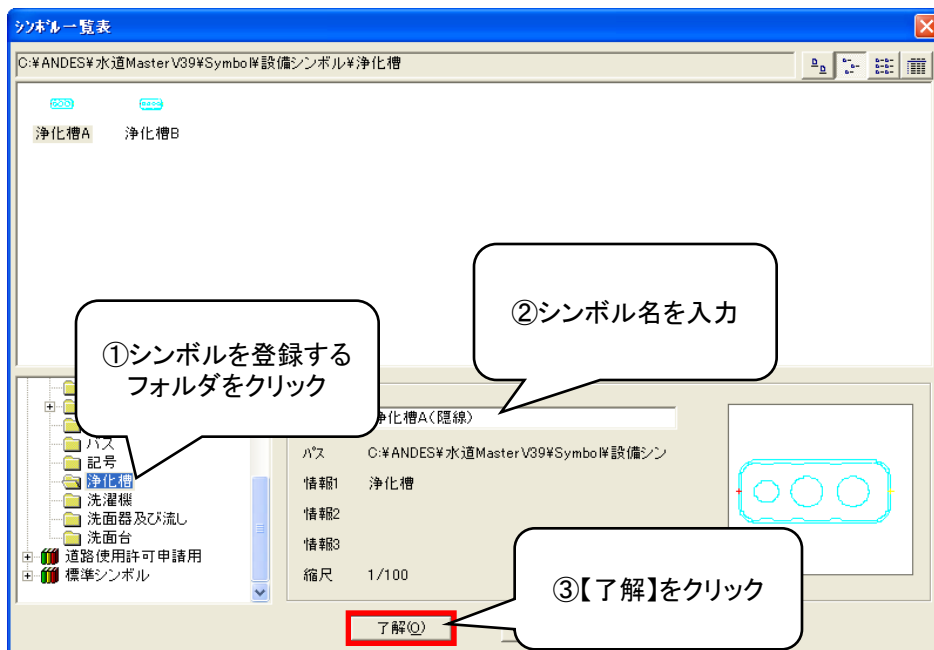 シンボル一覧表
C:¥ANDES¥水道MasterV39¥Symbol¥設備シンボル¥浄化槽
浄化槽A
浄化槽B
②シンボル名を入力
①シンボルを登録する
フォルダをクリック
バス
記号
浄化槽
洗濯機
洗面器及び流し
洗面台
道路使用許可申請用
標準シンボル
浄化槽A(隠線)
パス C:¥ANDES¥水道MasterV39¥Symbol¥設備シン
情報1 浄化槽
情報2
情報3
縮尺 1/100
③【了解】をクリック
了解(O)